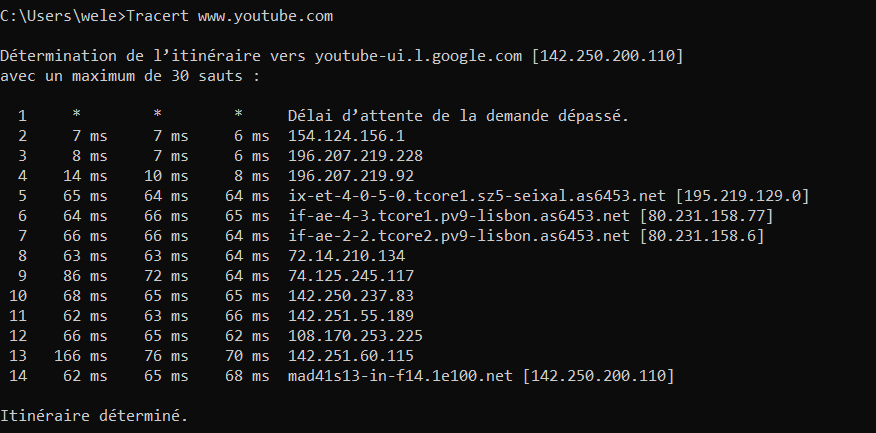 C:\Users\wele>Tracert www.youtube.com
Détermination de l’itinéraire vers youtube-ui.l.google.com [142.250.200.110]
avec un maximum de 30 sauts :
1 * * * Délai d’attente de la demande dépassé.
2 7 ms 7 ms 6 ms 154.124.156.1
3 8 ms 7 ms 6 ms 196.207.219.228
4 14 ms 10 ms 8 ms 196.207.219.92
5 65 ms 64 ms 64 ms ix-et-4-0-5-0.tcore1.sz5-seixal.as6453.net [195.219.129.0]
6 64 ms 66 ms 65 ms if-ae-4-3.tcore1.pv9-lisbon.as6453.net [80.231.158.77]
7 66 ms 66 ms 64 ms if-ae-2-2.tcore2.pv9-lisbon.as6453.net [80.231.158.6]
8 63 ms 63 ms 64 ms 72.14.210.134
9 86 ms 72 ms 64 ms 74.125.245.117
10 68 ms 65 ms 65 ms 142.250.237.83
11 62 ms 63 ms 66 ms 142.251.55.189
12 66 ms 65 ms 62 ms 108.170.253.225
13 166 ms 76 ms 70 ms 142.251.60.115
14 62 ms 65 ms 68 ms mad41s13-in-f14.1e100.net [142.250.200.110]
Itinéraire déterminé.